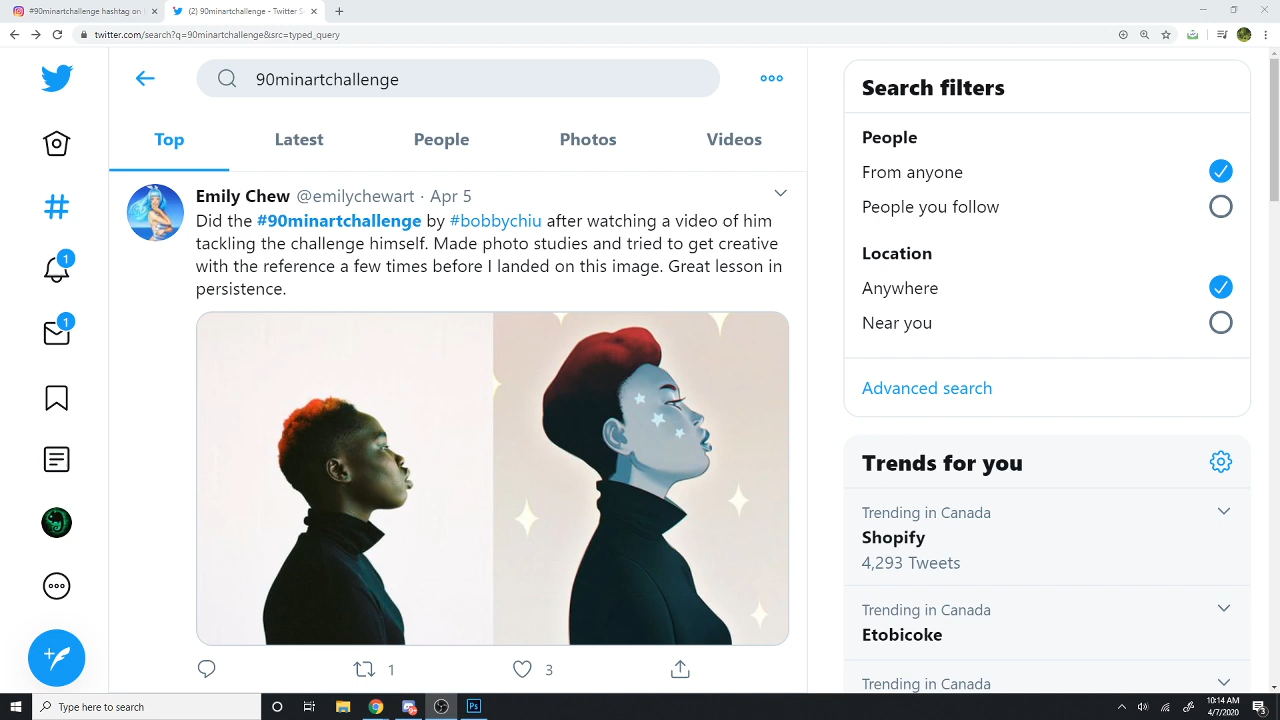 #90minartchallenge hashtag on
(2) 90minartchallenge - Twitter S
twitter.com/search?q=90minartchallenge&src=typed_query
90minartchallenge
Top
Latest
People
Photos
Videos
Emily Chew @emilychewart · Apr 5
Did the #90minartchallenge by #bobbychiu after watching a video of him
tackling the challenge himself. Made photo studies and tried to get creative
with the reference a few times before I landed on this image. Great lesson in
persistence.
1
3
1
1
Search filters
People
From anyone
People you follow
Location
Anywhere
Near you
Advanced search
Trends for you
Trending in Canada
Shopify
4,293 Tweets
Trending in Canada
Etobicoke
Trending in Canada
Type here to search
Ps
10:14 AM
4/7/2020
3